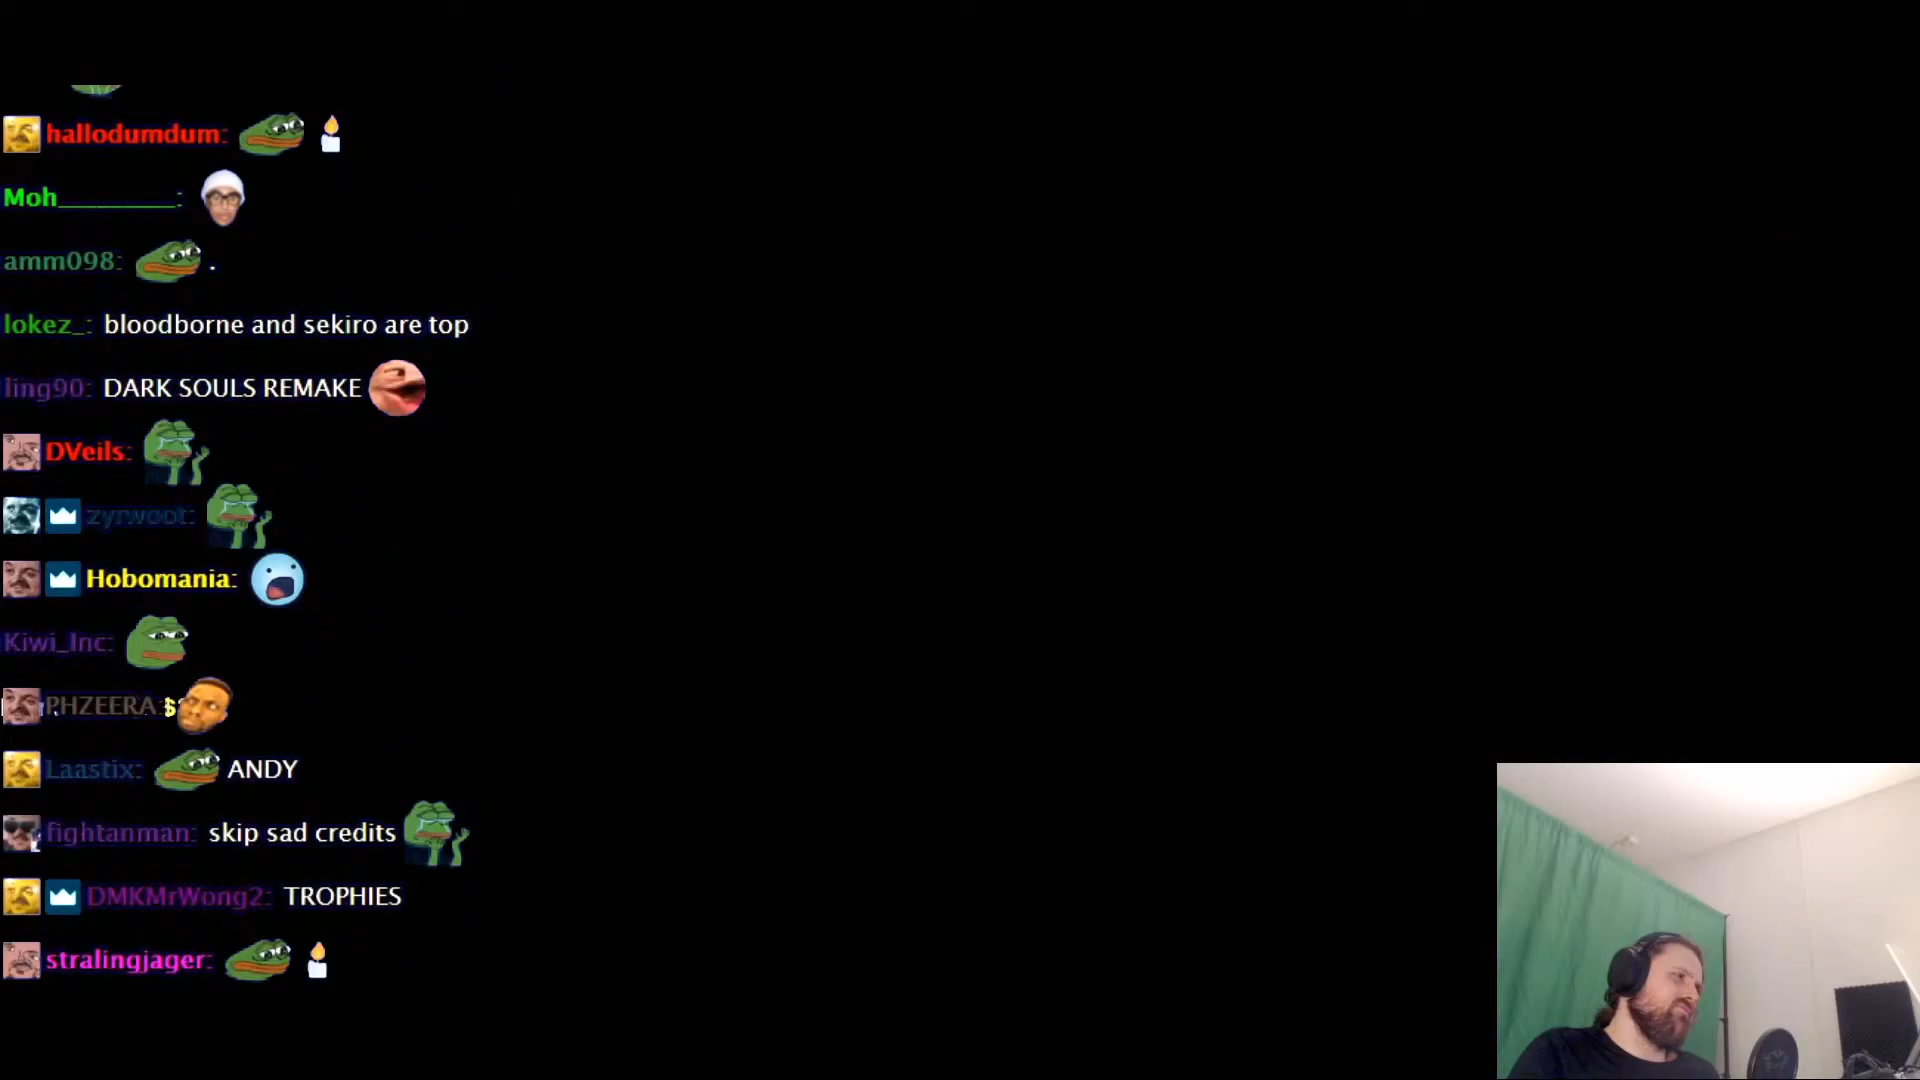 hallodumdum:
Moh_________:
amm098: .
lokez_: bloodborne and sekiro are top
ling90: DARK SOULS REMAKE
DVeils:
zyrwoot:
Hobomania:
Kiwi_Inc:
PHZEERA: $
Laastix: ANDY
fightanman: skip sad credits
DMKMrWong2: TROPHIES
stralingjager: